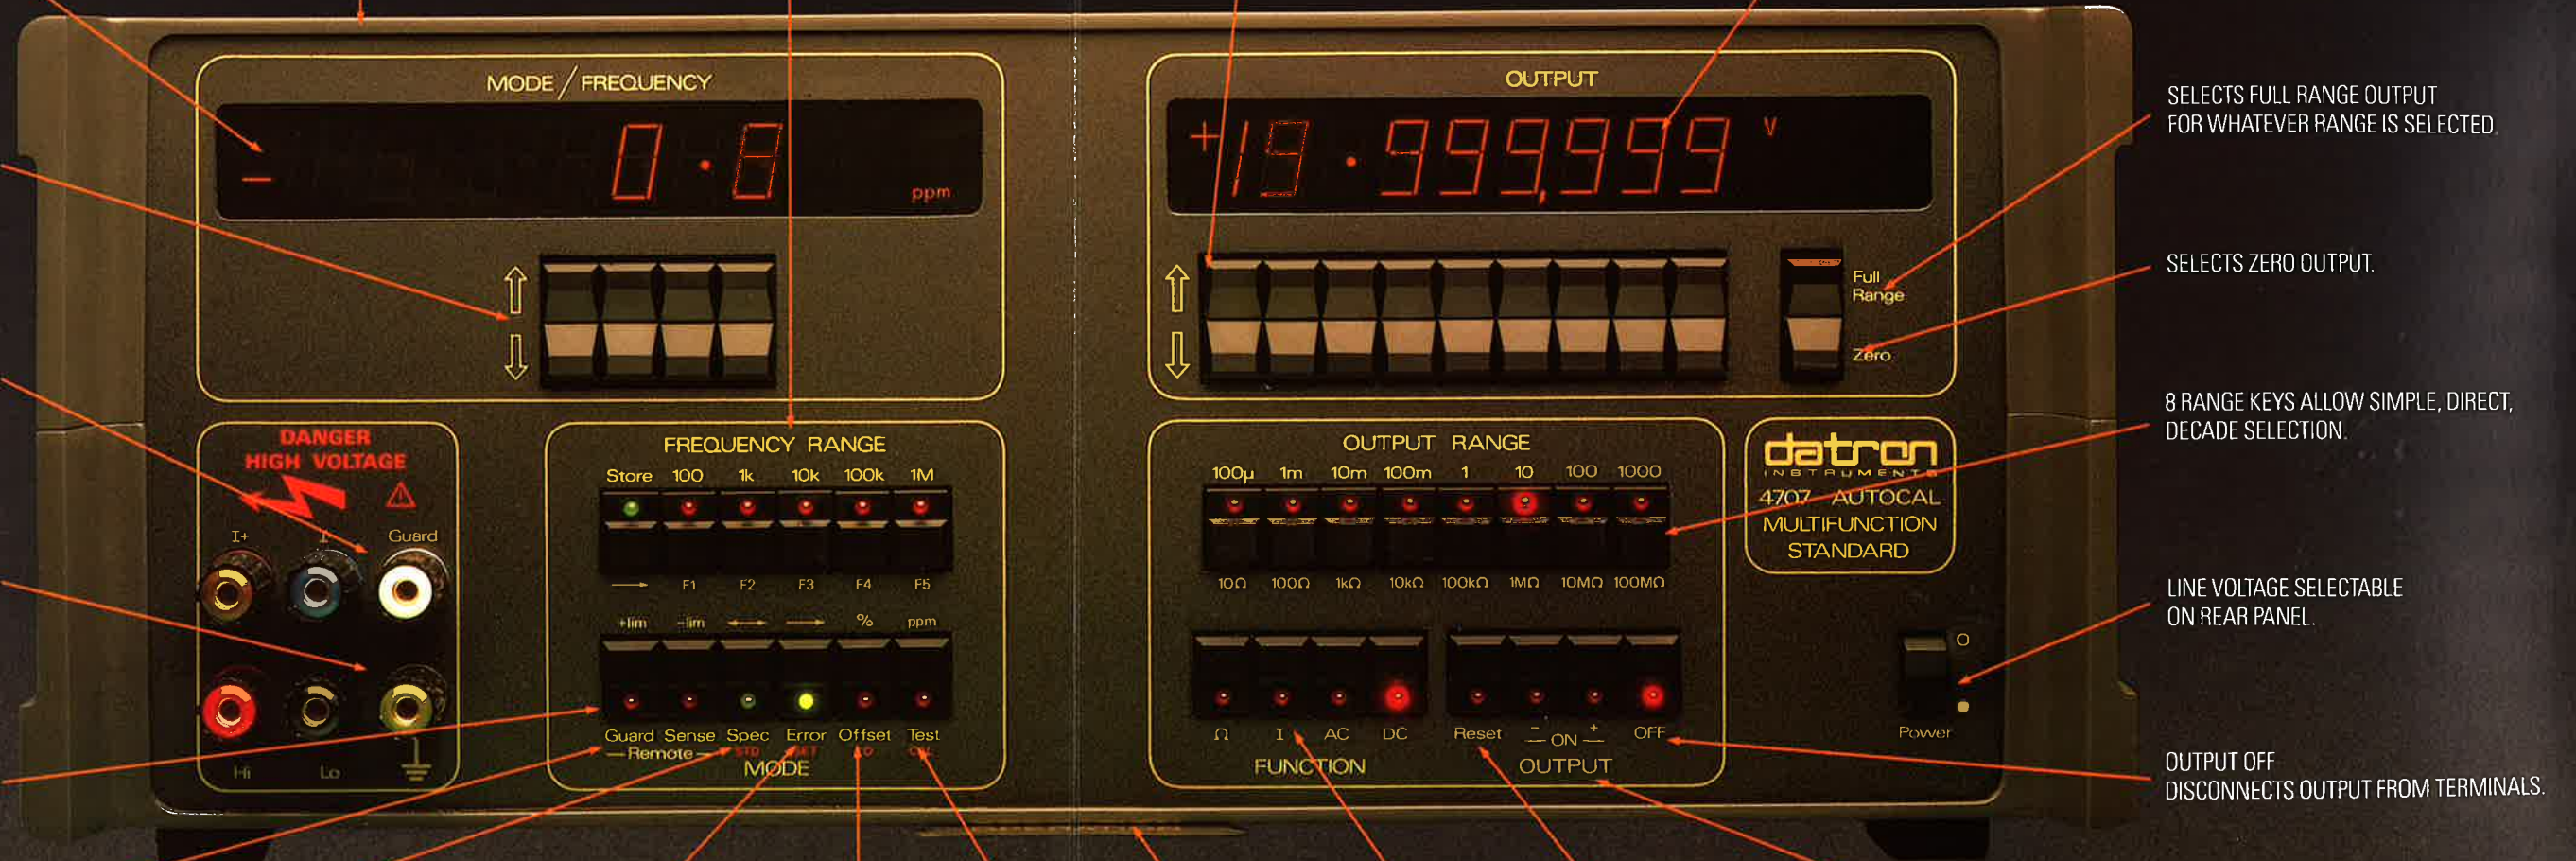 MODE / FREQUENCY
- 0.8 ppm
OUTPUT
+19.999,999 V
Full
Range
Zero
SELECTS FULL RANGE OUTPUT
FOR WHATEVER RANGE IS SELECTED.
SELECTS ZERO OUTPUT.
8 RANGE KEYS ALLOW SIMPLE, DIRECT,
DECADE SELECTION.
LINE VOLTAGE SELECTABLE
ON REAR PANEL.
OUTPUT OFF
DISCONNECTS OUTPUT FROM TERMINALS.
DANGER
HIGH VOLTAGE
I+ Guard
Hi Lo
FREQUENCY RANGE
Store 100 1k 10k 100k 1M
F1 F2 F3 F4 F5
+lim -lim % ppm
Guard Sense Spec Error Offset Test
Remote STD SET
MODE
OUTPUT RANGE
100µ 1m 10m 100m 1 10 100 1000
10Ω 100Ω 1kΩ 10kΩ 100kΩ 1MΩ 10MΩ 100MΩ
Ω I AC DC
FUNCTION
Reset - ON + OFF
OUTPUT
datron
INSTRUMENTS
4707 AUTOCAL
MULTIFUNCTION
STANDARD
Power